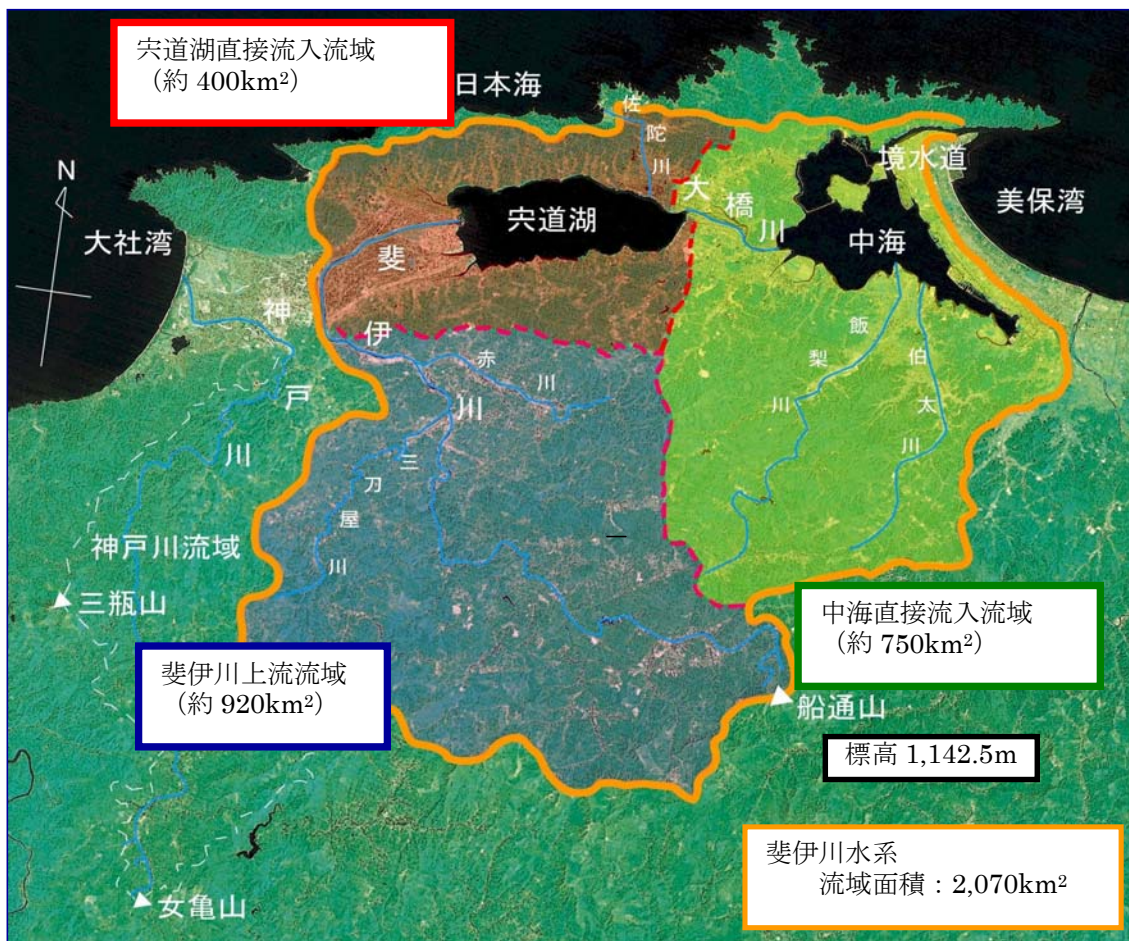 宍道湖直接流入流域
（約 400km²）
日本海
佐陀川
境水道
N
大橋川
美保湾
宍道湖
中海
大社湾
斐伊川
神戸川
赤川
飯梨川
伯太川
三刀屋川
神戸川流域
三瓶山
中海直接流入流域
（約 750km²）
斐伊川上流流域
（約 920km²）
船通山
標高 1,142.5m
斐伊川水系
流域面積：2,070km²
女亀山